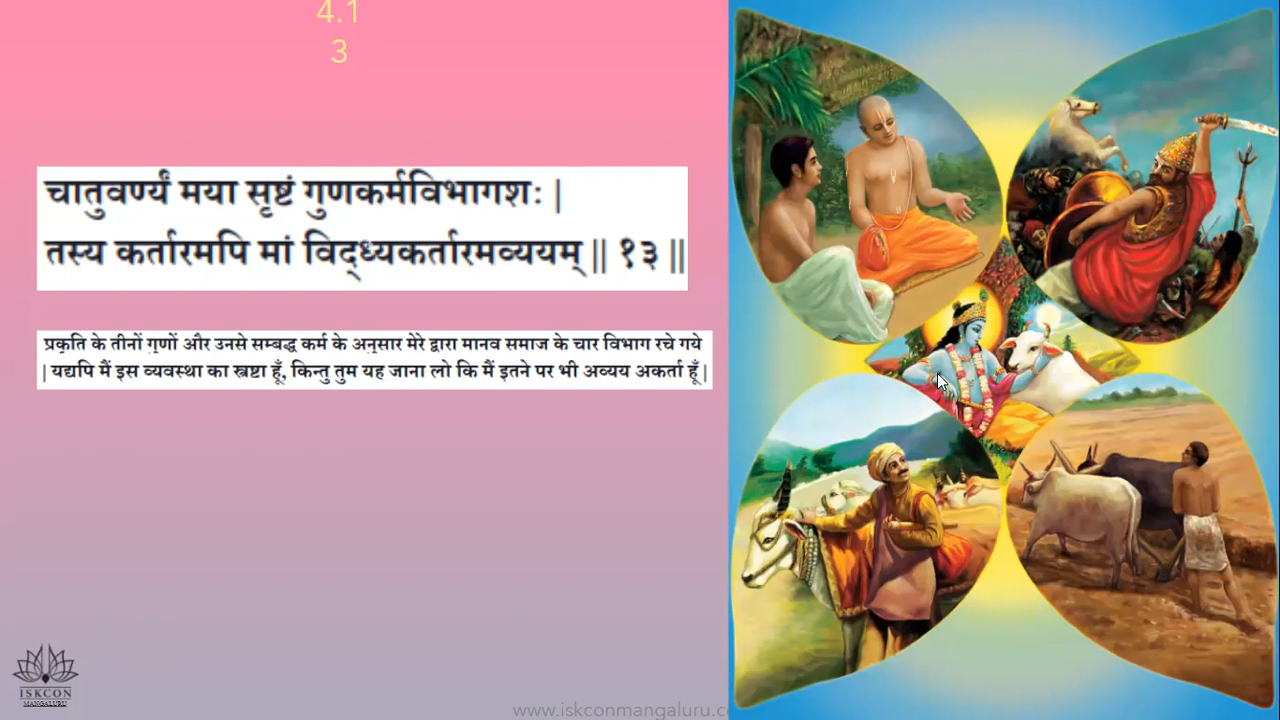 4.1
3
चातुवर्ण्यं मया सृष्टं गुणकर्मविभागशः |
तस्य कर्तारमपि मां विद्ध्यकर्तारमव्ययम् || १३ ||
प्रकृति के तीनों गुणों और उनसे सम्बद्ध कर्म के अनुसार मेरे द्वारा मानव समाज के चार विभाग रचे गये
| यद्यपि मैं इस व्यवस्था का स्रष्टा हूँ, किन्तु तुम यह जाना लो कि मैं इतने पर भी अव्यय अकर्ता हूँ |
ISKCON
MANGALURU
www.iskconmangaluru.c